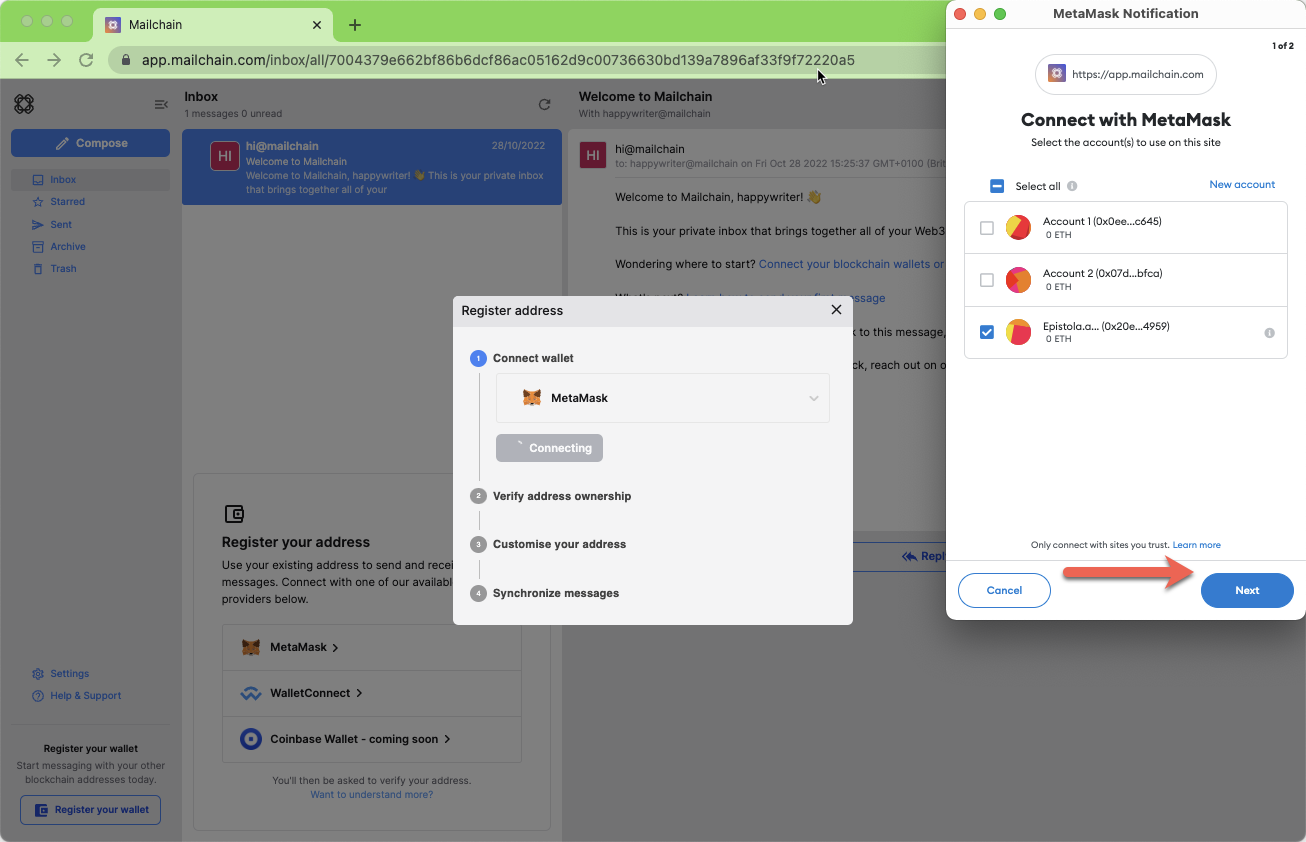 Mailchain
app.mailchain.com/inbox/all/7004379e662bf86b6dcf86ac05162d9c00736630bd139a7896af33f9f72220a5
Compose
Inbox
Starred
Sent
Archive
Trash
Settings
Help & Support
Register your wallet
Start messaging with your other
blockchain addresses today.
Register your wallet
Inbox
1 messages 0 unread
HI
hi@mailchain
28/10/2022
Welcome to Mailchain
Welcome to Mailchain, happywriter! 👋 This is your private inbox
that brings together all of your
Register your address
Use your existing address to send and recei
messages. Connect with one of our availab
providers below.
MetaMask
WalletConnect
Coinbase Wallet - coming soon
You'll then be asked to verify your address.
Want to understand more?
Welcome to Mailchain
With happywriter@mailchain
HI
hi@mailchain
to: happywriter@mailchain on Fri Oct 28 2022 15:25:37 GMT+0100 (Brit
Welcome to Mailchain, happywriter! 👋
This is your private inbox that brings together all of your Web3
Wondering where to start? Connect your blockchain wallets or
ssage
k to this message,
ck, reach out on o
Repl
Register address
1 Connect wallet
MetaMask
Connecting
2 Verify address ownership
3 Customise your address
4 Synchronize messages
MetaMask Notification
1 of 2
https://app.mailchain.com
Connect with MetaMask
Select the account(s) to use on this site
Select all
New account
Account 1 (0x0ee...c645)
0 ETH
Account 2 (0x07d...bfca)
0 ETH
Epistola.a... (0x20e...4959)
0 ETH
Only connect with sites you trust. Learn more
Cancel
Next